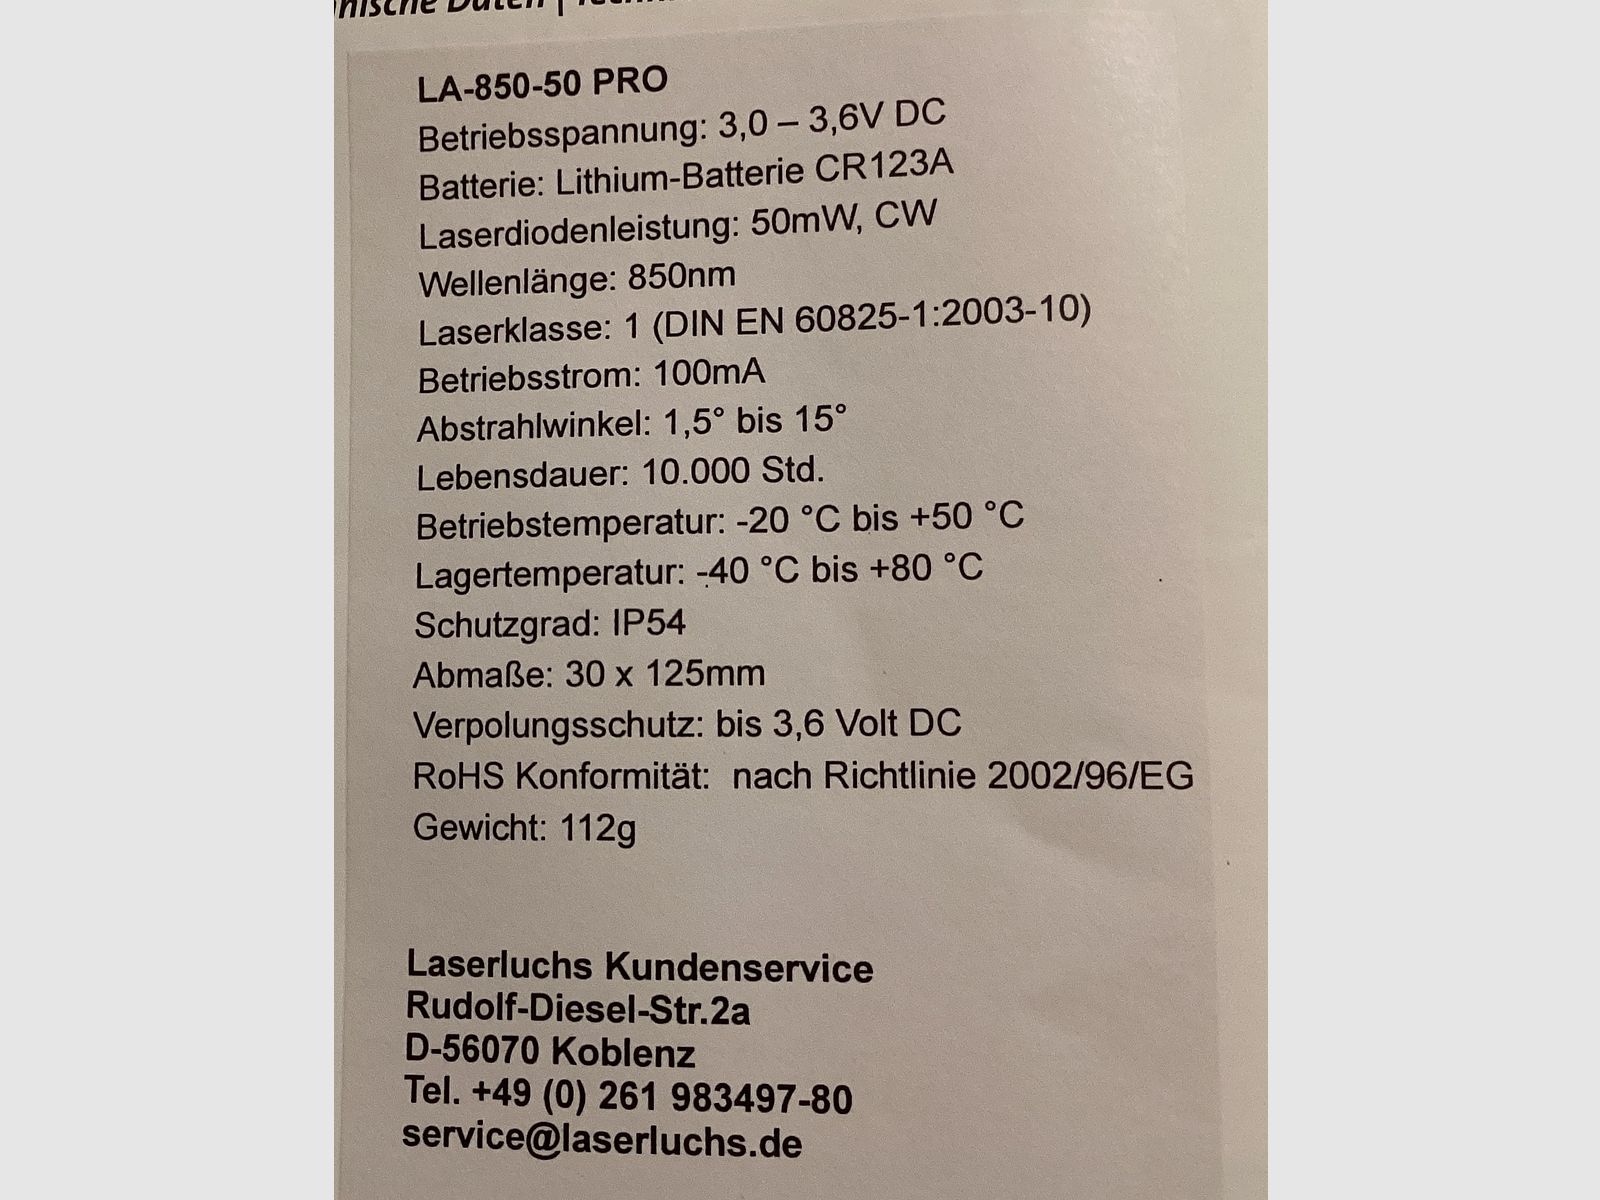 LA-850-50 PRO
Betriebsspannung: 3,0 – 3,6V DC
Batterie: Lithium-Batterie CR123A
Laserdiodenleistung: 50mW, CW
Wellenlänge: 850nm
Laserklasse: 1 (DIN EN 60825-1:2003-10)
Betriebsstrom: 100mA
Abstrahlwinkel: 1,5° bis 15°
Lebensdauer: 10.000 Std.
Betriebstemperatur: -20 °C bis +50 °C
Lagertemperatur: -40 °C bis +80 °C
Schutzgrad: IP54
Abmaße: 30 x 125mm
Verpolungsschutz: bis 3,6 Volt DC
RoHS Konformität:  nach Richtlinie 2002/96/EG
Gewicht: 112g
Laserluchs Kundenservice
Rudolf-Diesel-Str.2a
D-56070 Koblenz
Tel. +49 (0) 261 983497-80
service@laserluchs.de